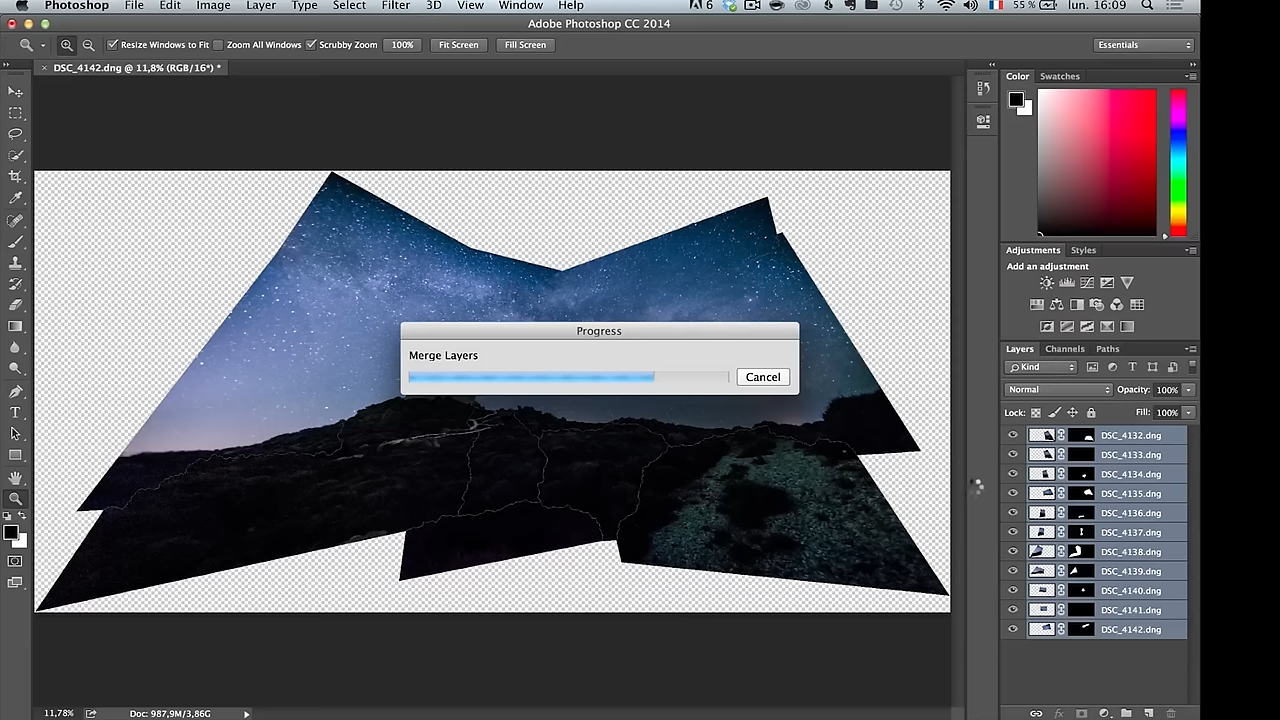 Photoshop File Edit Image Layer Type Select Filter 3D View Window Help 6 55 % lun. 16:09
Adobe Photoshop CC 2014
Resize Windows to Fit Zoom All Windows Scrubby Zoom 100% Fit Screen Fill Screen Essentials
× DSC_4142.dng @ 11,8% (RGB/16*) *
Color Swatches
Adjustments Styles
Add an adjustment
Progress
Merge Layers
Cancel
Layers Channels Paths
Kind
Normal Opacity: 100%
Lock: Fill: 100%
DSC_4132.dng
DSC_4133.dng
DSC_4134.dng
DSC_4135.dng
DSC_4136.dng
DSC_4137.dng
DSC_4138.dng
DSC_4139.dng
DSC_4140.dng
DSC_4141.dng
DSC_4142.dng
11,78% Doc: 987,9M/3,86G
fx